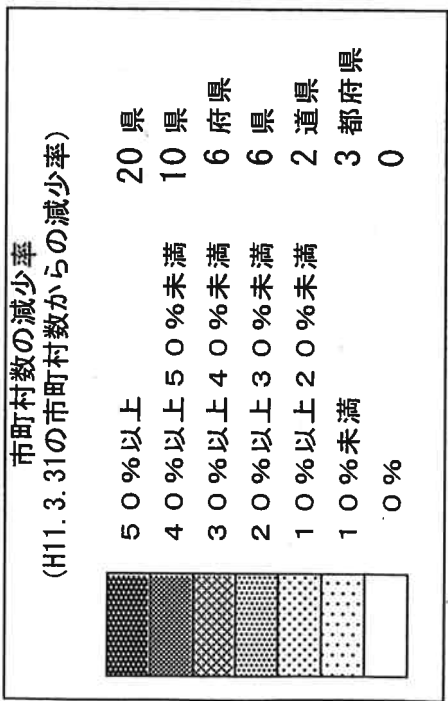 市町村数の減少率
(H11.3.31の市町村数からの減少率)
５０％以上 20 県
４０％以上５０％未満 10 県
３０％以上４０％未満 6 府県
２０％以上３０％未満 6 県
１０％以上２０％未満 2 道県
１０％未満 3 都府県
０％ 0